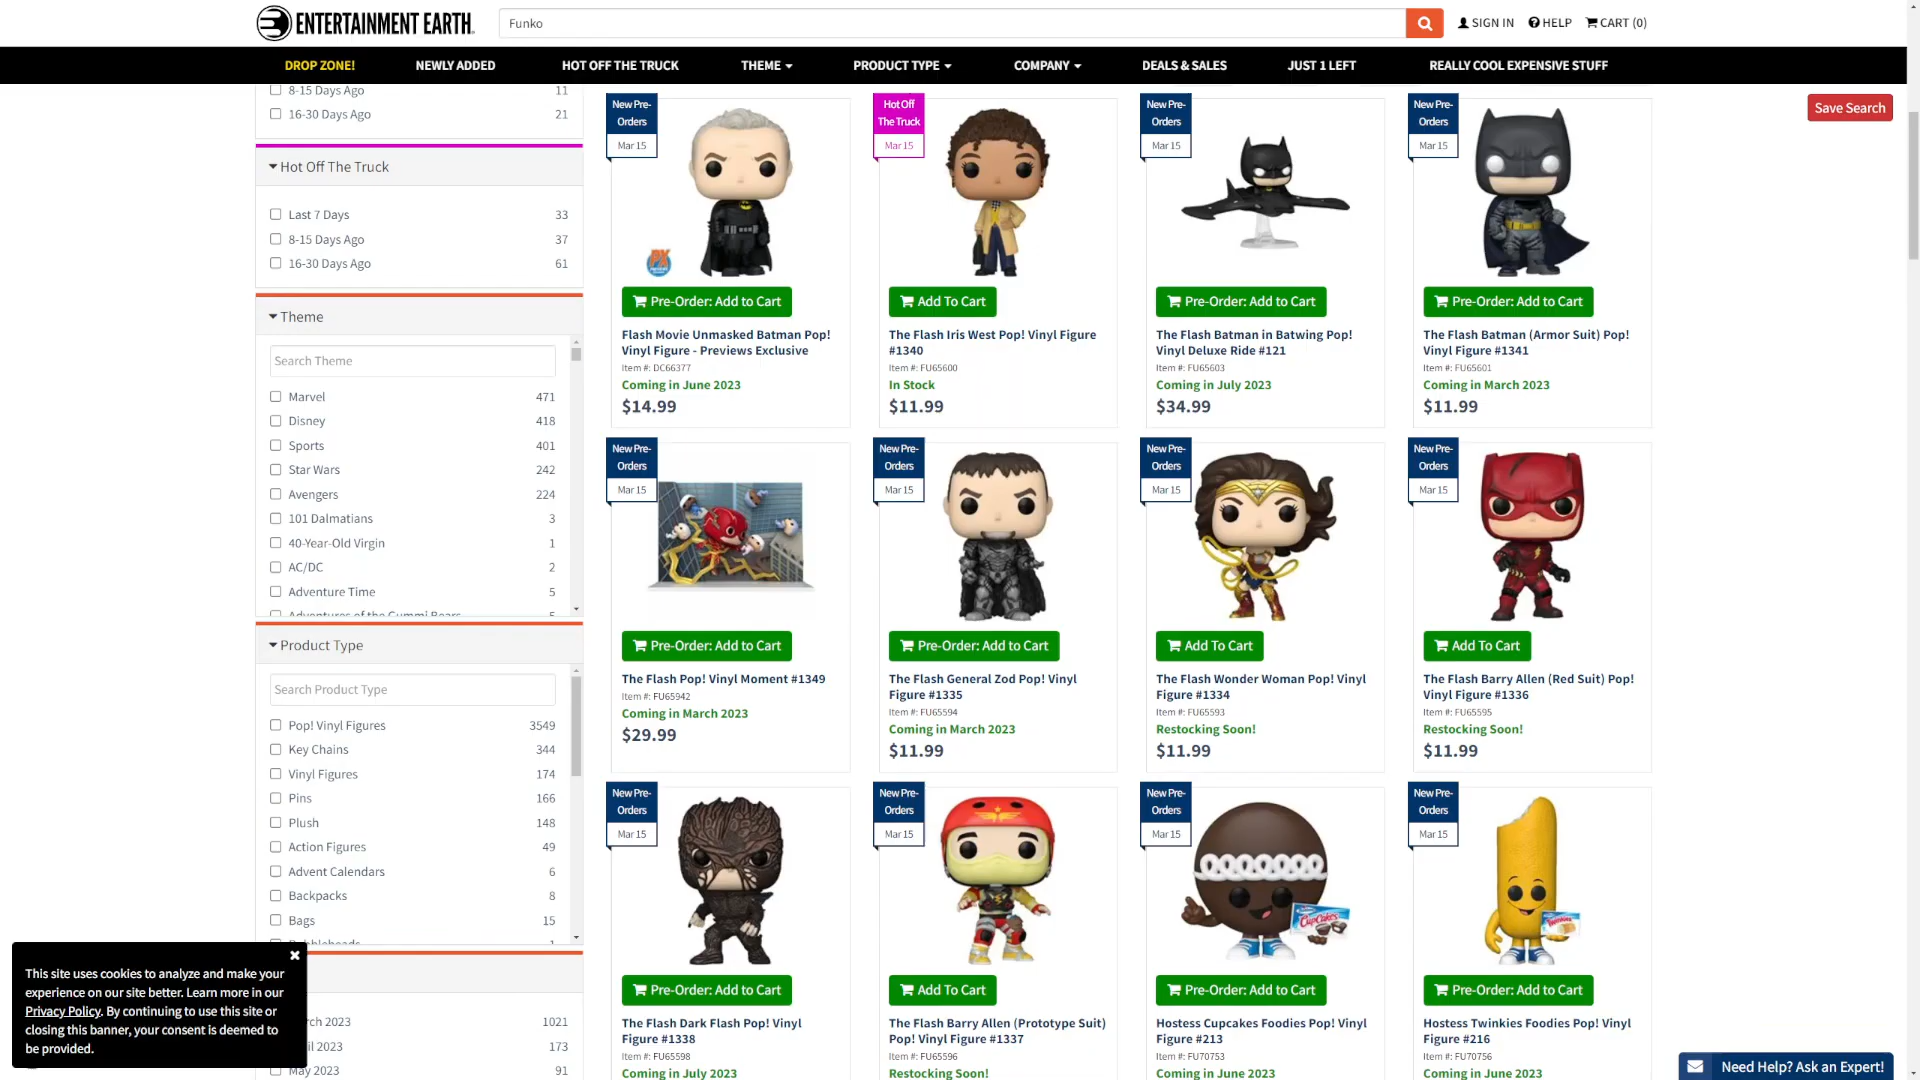 ENTERTAINMENT EARTH
Funko
SIGN IN
HELP
CART (0)
DROP ZONE!
NEWLY ADDED
HOT OFF THE TRUCK
THEME
PRODUCT TYPE
COMPANY
DEALS & SALES
JUST 1 LEFT
REALLY COOL EXPENSIVE STUFF
Save Search
8-15 Days Ago 11
16-30 Days Ago 21
Hot Off The Truck
Last 7 Days 33
8-15 Days Ago 37
16-30 Days Ago 61
Theme
Search Theme
Marvel 471
Disney 418
Sports 401
Star Wars 242
Avengers 224
101 Dalmatians 3
40-Year-Old Virgin 1
AC/DC 2
Adventure Time 5
Adventures of the Gummi Bears 5
Product Type
Search Product Type
Pop! Vinyl Figures 3549
Key Chains 344
Vinyl Figures 174
Pins 166
Plush 148
Action Figures 49
Advent Calendars 6
Backpacks 8
Bags 15
Bobbleheads 1
rch 2023 1021
il 2023 173
May 2023 91
This site uses cookies to analyze and make your
experience on our site better. Learn more in our
Privacy Policy. By continuing to use this site or
closing this banner, your consent is deemed to
be provided.
New Pre-
Orders
Mar 15
PX
Pre-Order: Add to Cart
Flash Movie Unmasked Batman Pop!
Vinyl Figure - Previews Exclusive
Item #: DC66377
Coming in June 2023
$14.99
Hot Off
The Truck
Mar 15
Add To Cart
The Flash Iris West Pop! Vinyl Figure
#1340
Item #: FU65600
In Stock
$11.99
New Pre-
Orders
Mar 15
Pre-Order: Add to Cart
The Flash Batman in Batwing Pop!
Vinyl Deluxe Ride #121
Item #: FU65603
Coming in July 2023
$34.99
New Pre-
Orders
Mar 15
Pre-Order: Add to Cart
The Flash Batman (Armor Suit) Pop!
Vinyl Figure #1341
Item #: FU65601
Coming in March 2023
$11.99
New Pre-
Orders
Mar 15
Pre-Order: Add to Cart
The Flash Pop! Vinyl Moment #1349
Item #: FU65942
Coming in March 2023
$29.99
New Pre-
Orders
Mar 15
Pre-Order: Add to Cart
The Flash General Zod Pop! Vinyl
Figure #1335
Item #: FU65594
Coming in March 2023
$11.99
New Pre-
Orders
Mar 15
Add To Cart
The Flash Wonder Woman Pop! Vinyl
Figure #1334
Item #: FU65593
Restocking Soon!
$11.99
New Pre-
Orders
Mar 15
Add To Cart
The Flash Barry Allen (Red Suit) Pop!
Vinyl Figure #1336
Item #: FU65595
Restocking Soon!
$11.99
New Pre-
Orders
Mar 15
Pre-Order: Add to Cart
The Flash Dark Flash Pop! Vinyl
Figure #1338
Item #: FU65598
Coming in July 2023
New Pre-
Orders
Mar 15
Add To Cart
The Flash Barry Allen (Prototype Suit)
Pop! Vinyl Figure #1337
Item #: FU65596
Restocking Soon!
New Pre-
Orders
Mar 15
CupCakes
Pre-Order: Add to Cart
Hostess Cupcakes Foodies Pop! Vinyl
Figure #213
Item #: FU70753
Coming in June 2023
New Pre-
Orders
Mar 15
Twinkies
Pre-Order: Add to Cart
Hostess Twinkies Foodies Pop! Vinyl
Figure #216
Item #: FU70756
Coming in June 2023
Need Help? Ask an Expert!